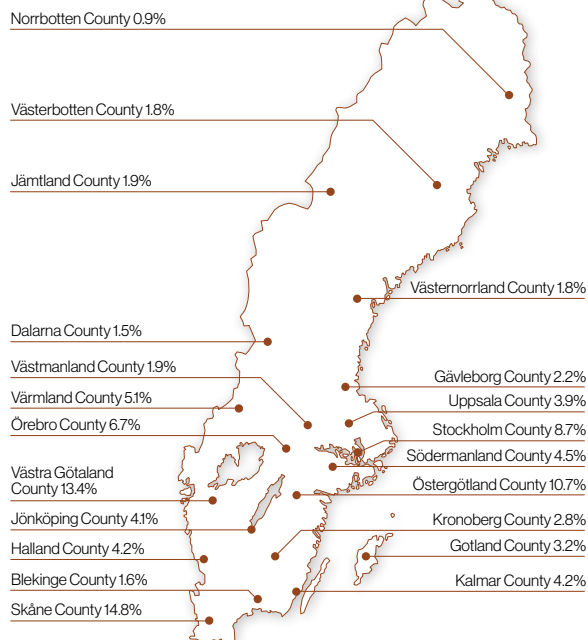 Norrbotten County 0.9%
Västerbotten County 1.8%
Jämtland County 1.9%
Västernorrland County 1.8%
Dalarna County 1.5%
Västmanland County 1.9%
Gävleborg County 2.2%
Värmland County 5.1%
Uppsala County 3.9%
Örebro County 6.7%
Stockholm County 8.7%
Södermanland County 4.5%
Västra Götaland
County 13.4%
Östergötland County 10.7%
Jönköping County 4.1%
Kronoberg County 2.8%
Halland County 4.2%
Gotland County 3.2%
Blekinge County 1.6%
Kalmar County 4.2%
Skåne County 14.8%